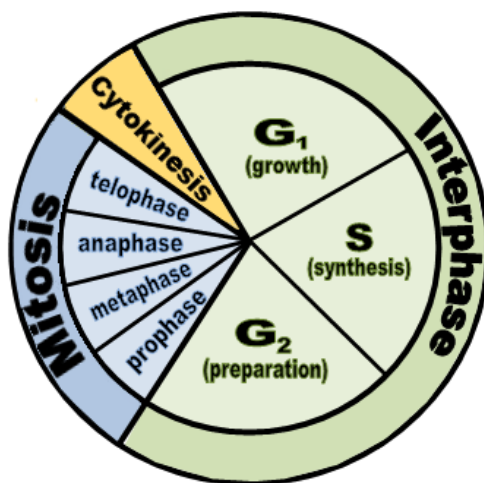 Interphase
G₁
(growth)
S
(synthesis)
G₂
(preparation)
Mitosis
prophase
metaphase
anaphase
telophase
Cytokinesis